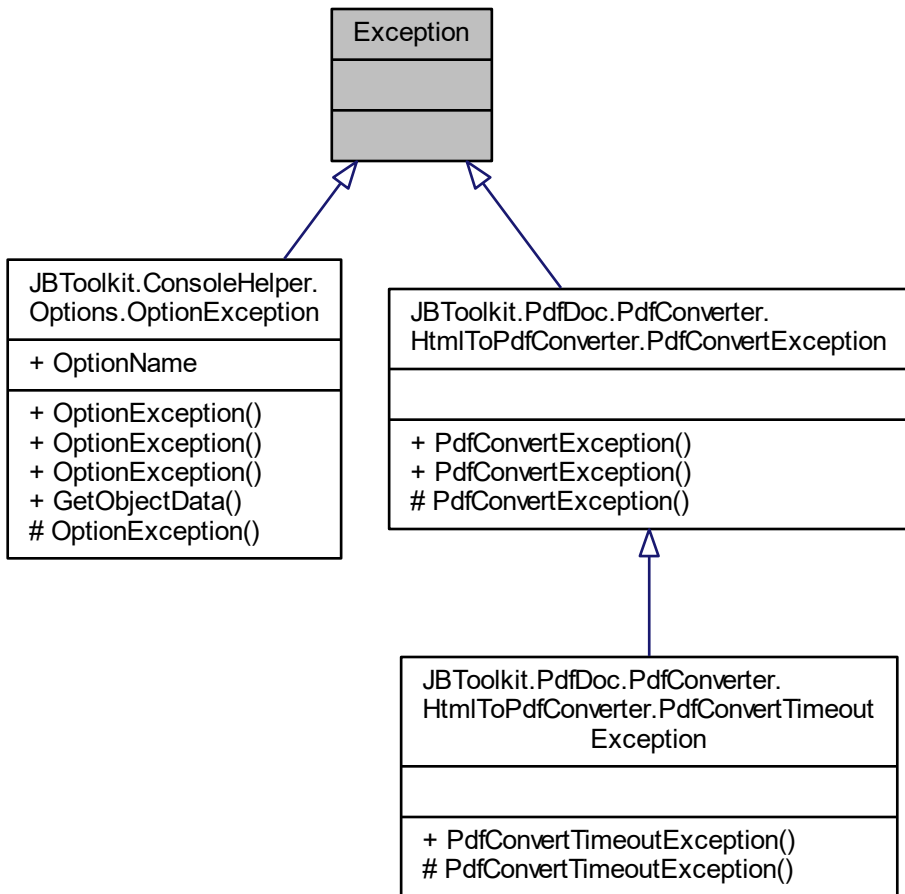 Exception
JBToolkit.ConsoleHelper.
Options.OptionException
+ OptionName
+ OptionException()
+ OptionException()
+ OptionException()
+ GetObjectData()
# OptionException()
JBToolkit.PdfDoc.PdfConverter.
HtmlToPdfConverter.PdfConvertException
+ PdfConvertException()
+ PdfConvertException()
# PdfConvertException()
JBToolkit.PdfDoc.PdfConverter.
HtmlToPdfConverter.PdfConvertTimeout
Exception
+ PdfConvertTimeoutException()
# PdfConvertTimeoutException()